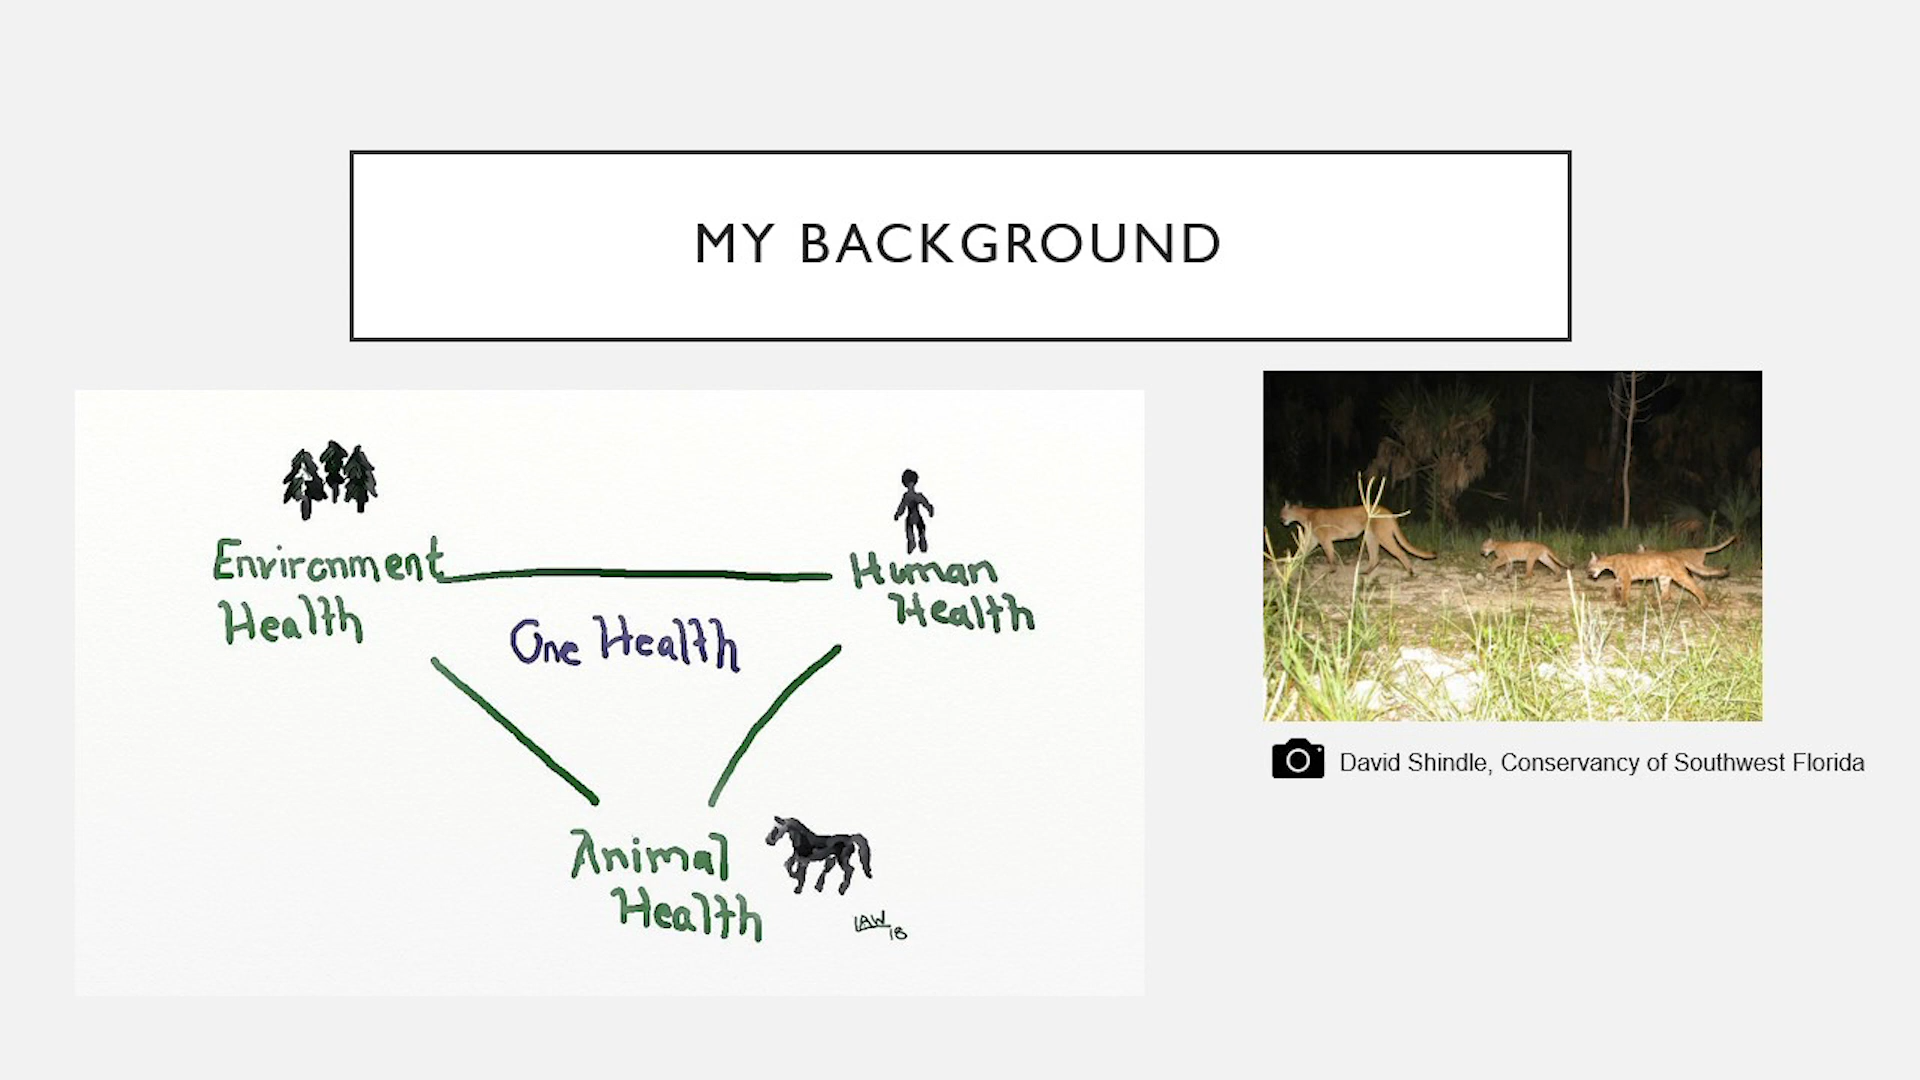 MY BACKGROUND
Environment
Health
Human
Health
One Health
Animal
Health
LAW
18
David Shindle, Conservancy of Southwest Florida